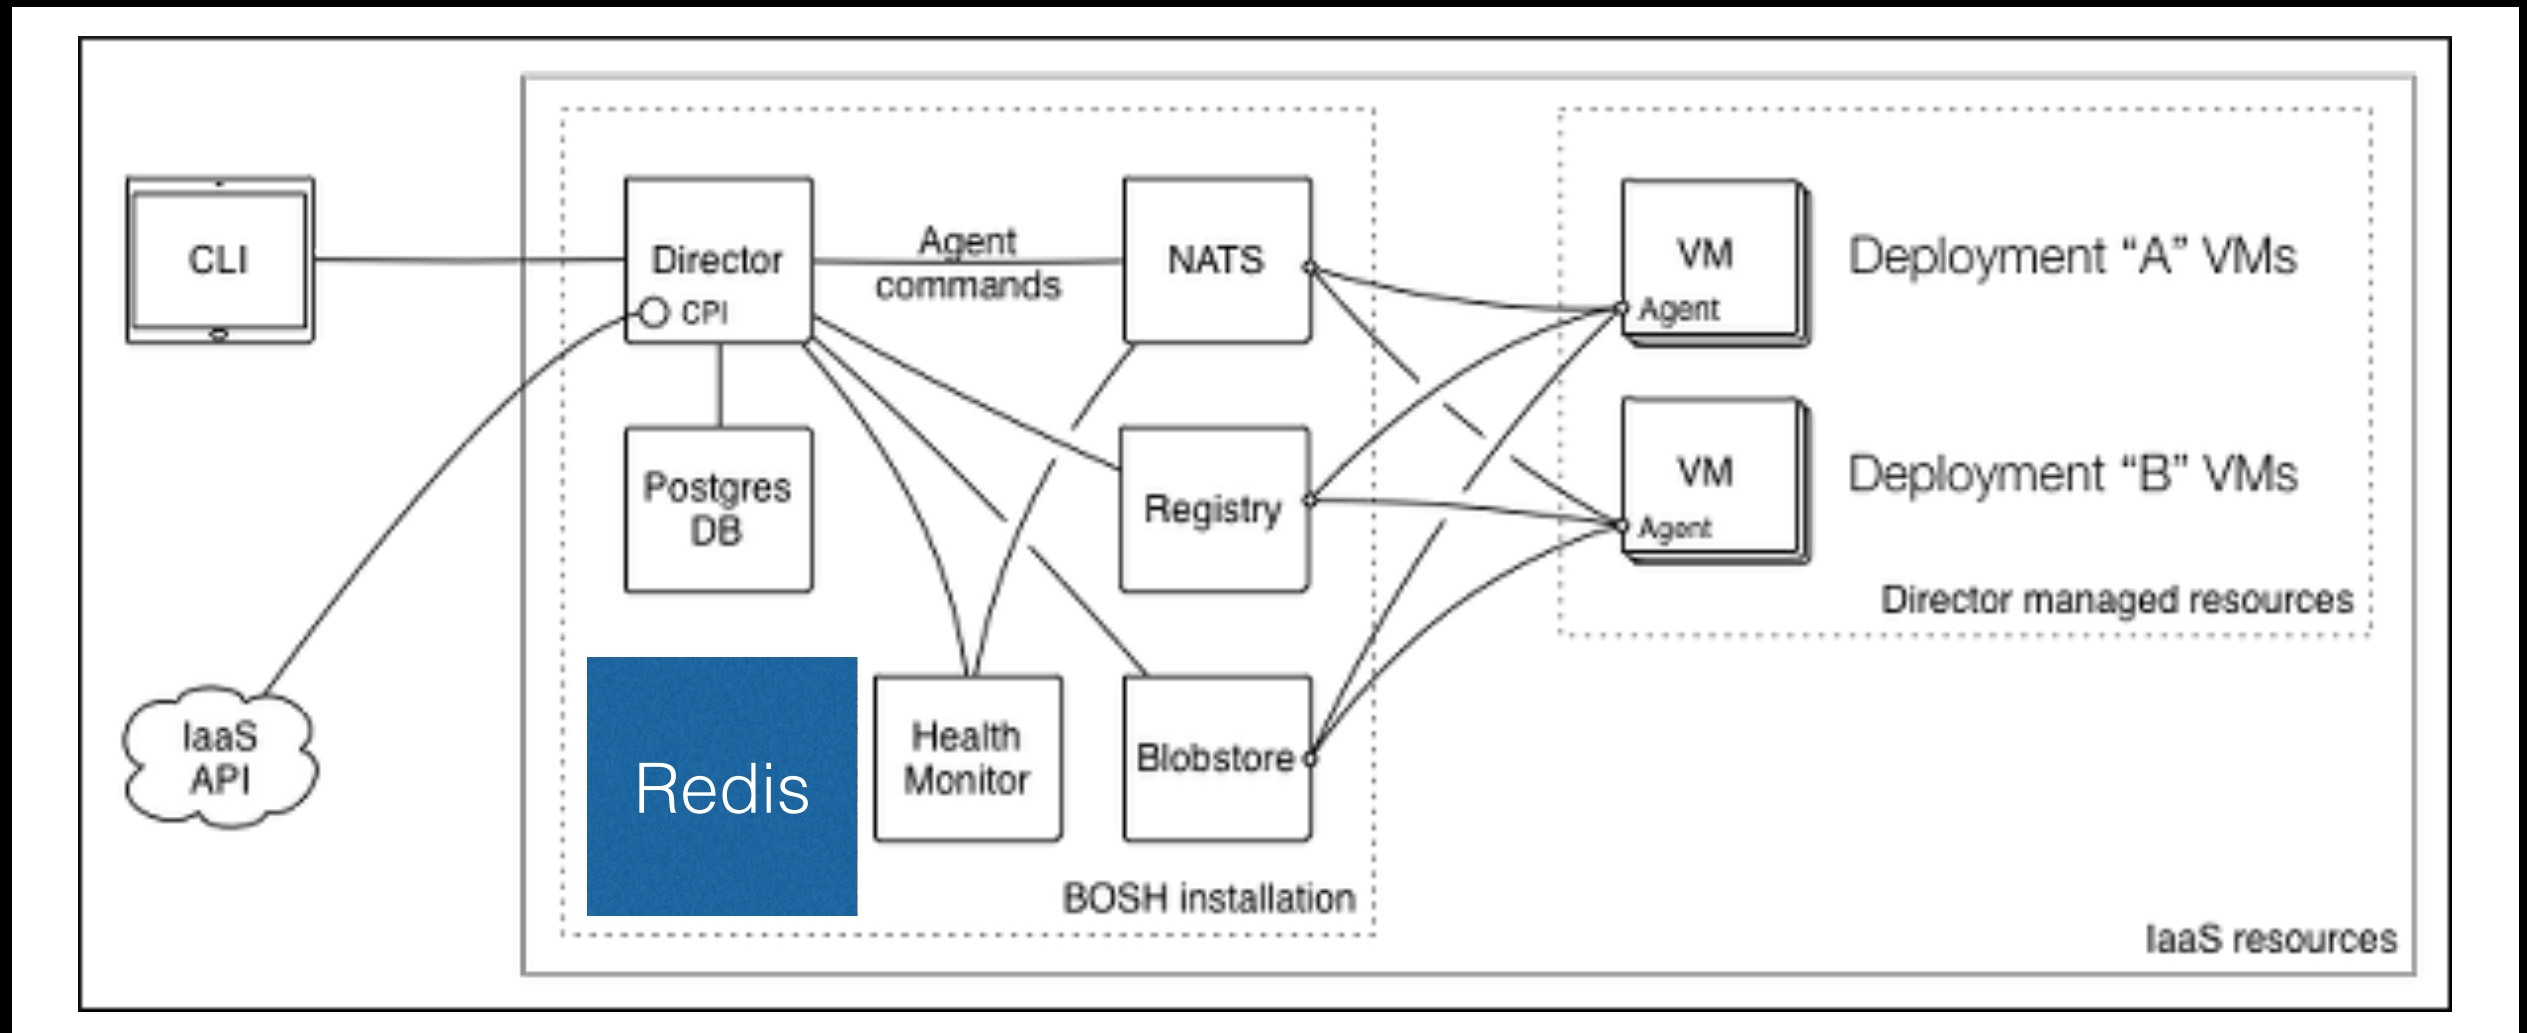 CLI
Director
CPI
Agent
commands
NATS
VM
Agent
Deployment “A” VMs
Postgres
DB
Registry
VM
Agent
Deployment “B” VMs
Director managed resources
IaaS
API
Redis
Health
Monitor
Blobstore
BOSH installation
IaaS resources